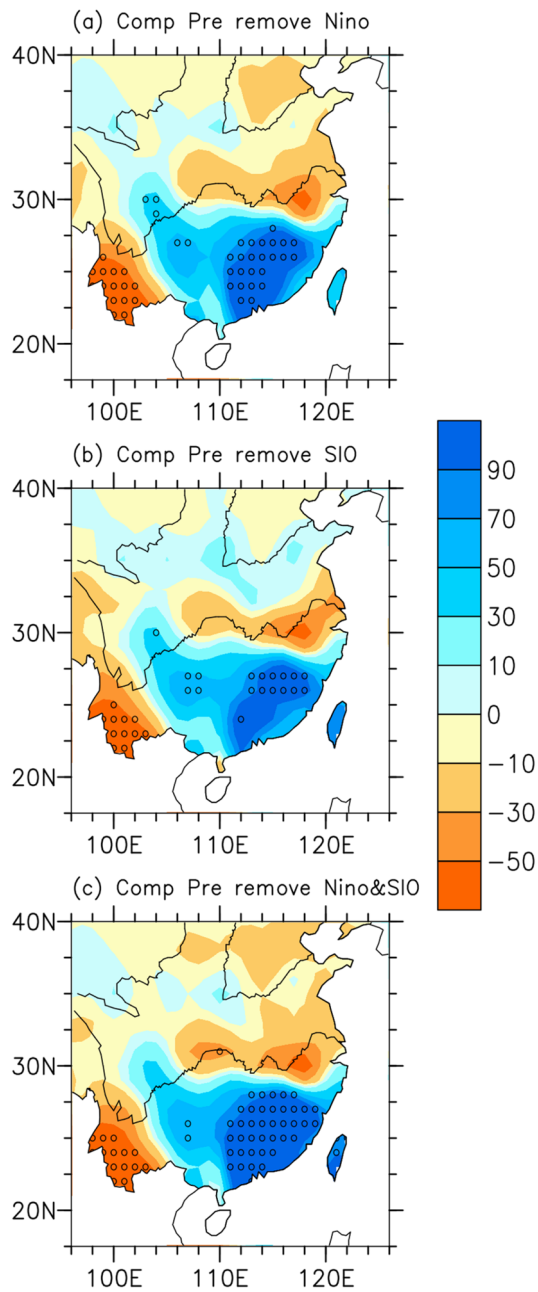 (a) Comp Pre remove Nino
40N
30N
20N
100E 110E 120E
(b) Comp Pre remove SIO
40N
30N
20N
100E 110E 120E
90
70
50
30
10
0
−10
−30
−50
(c) Comp Pre remove Nino&SIO
40N
30N
20N
100E 110E 120E